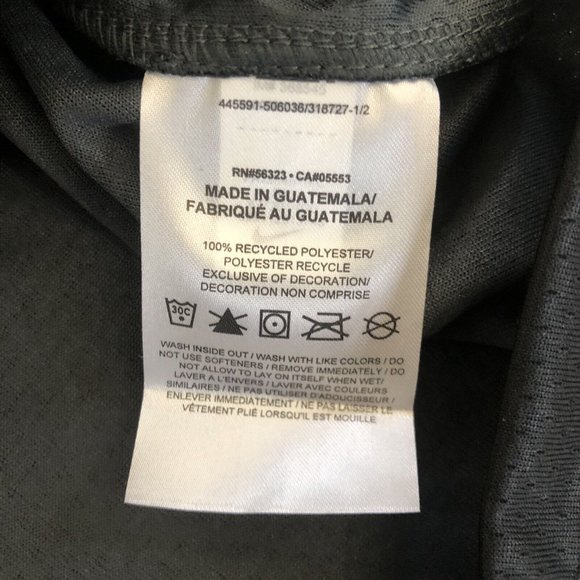 445591-506036/318727-1/2
RN#56323 • CA#05553
MADE IN GUATEMALA/
FABRIQUÉ AU GUATEMALA
100% RECYCLED POLYESTER/
POLYESTER RECYCLE
EXCLUSIVE OF DECORATION/
DECORATION NON COMPRISE
30C
WASH INSIDE OUT / WASH WITH LIKE COLORS / DO
NOT USE SOFTENERS / REMOVE IMMEDIATELY / DO
NOT ALLOW TO LAY ON ITSELF WHEN WET/
LAVER A L'ENVERS / LAVER AVEC COULEURS
SIMILAIRES / NE PAS UTILISER D'ADOUCISSEUR /
ENLEVER IMMÉDIATEMENT / NE PAS LAISSER LE
VÊTEMENT PLIÉ LORSQU'IL EST MOUILLE